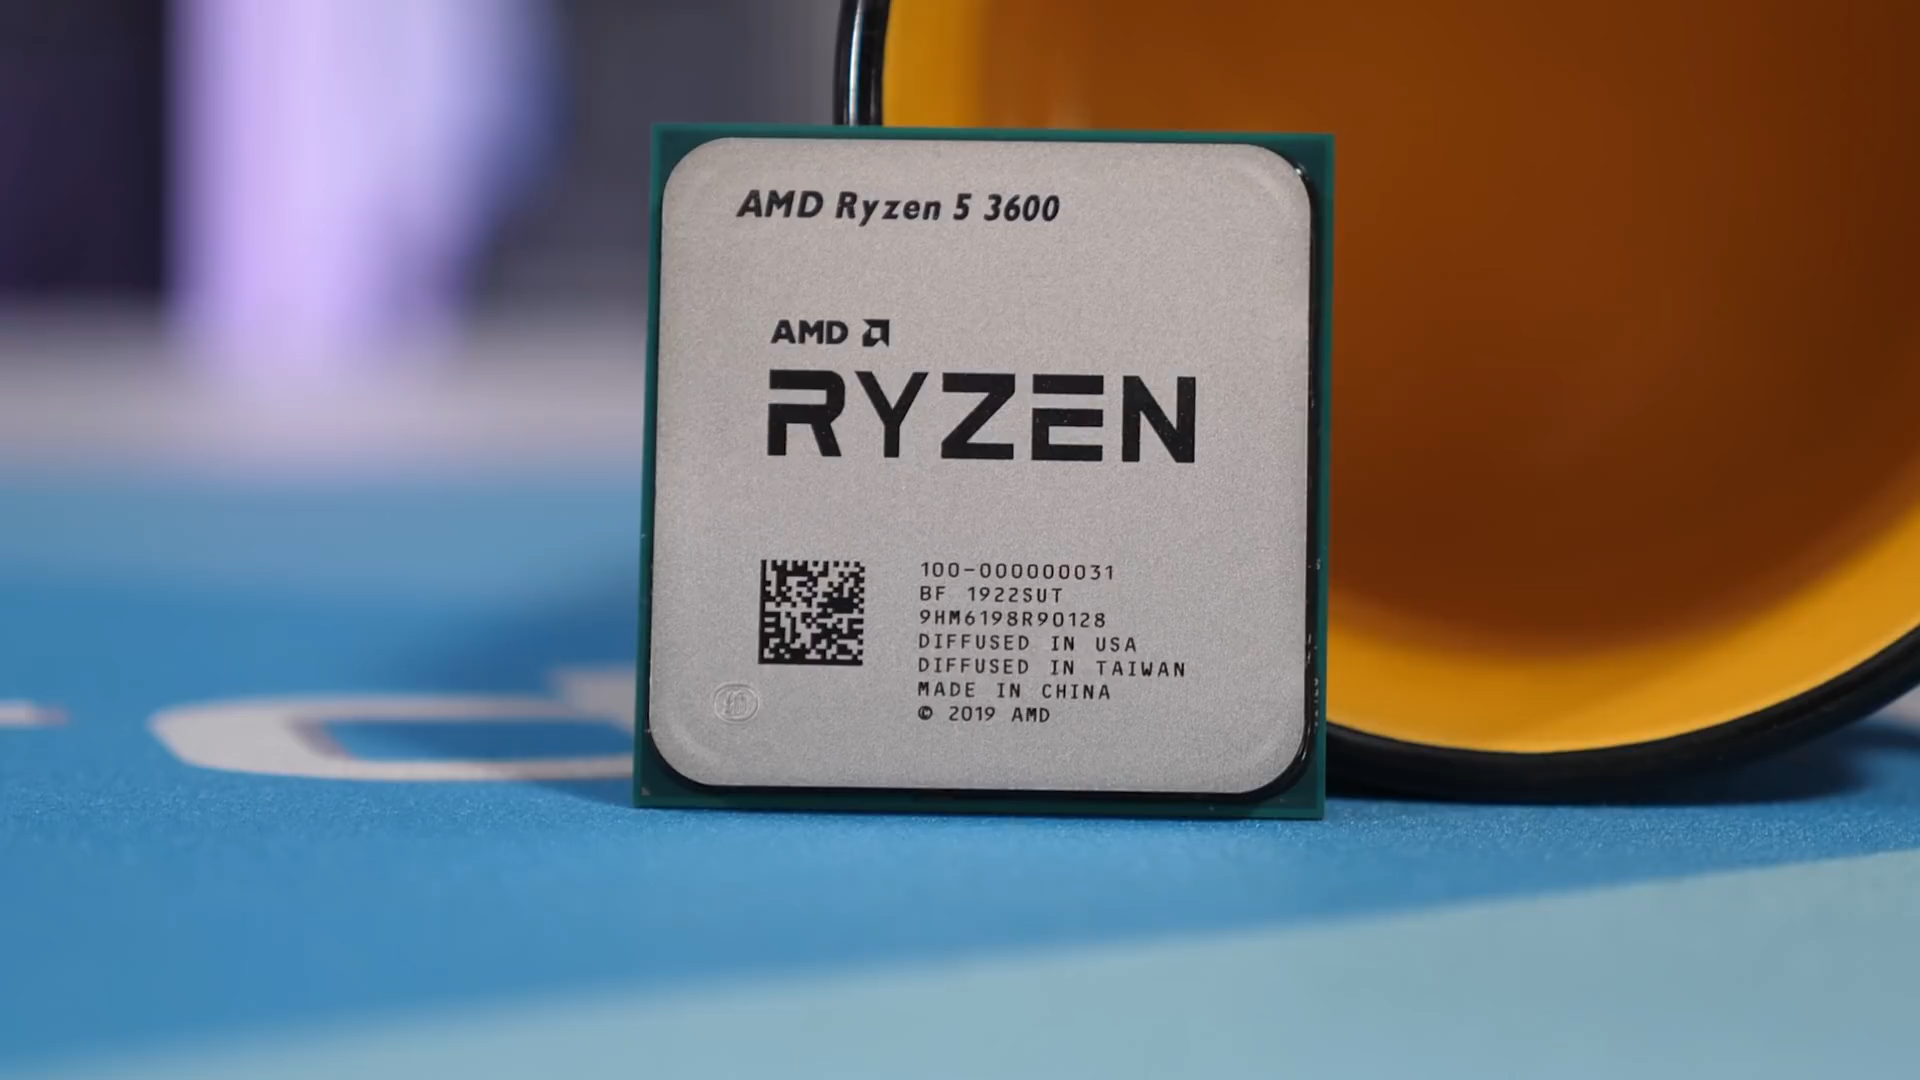 AMD Ryzen 5 3600
AMD
RYZEN
100-000000031
BF 1922SUT
9HM6198R90128
DIFFUSED IN USA
DIFFUSED IN TAIWAN
MADE IN CHINA
© 2019 AMD